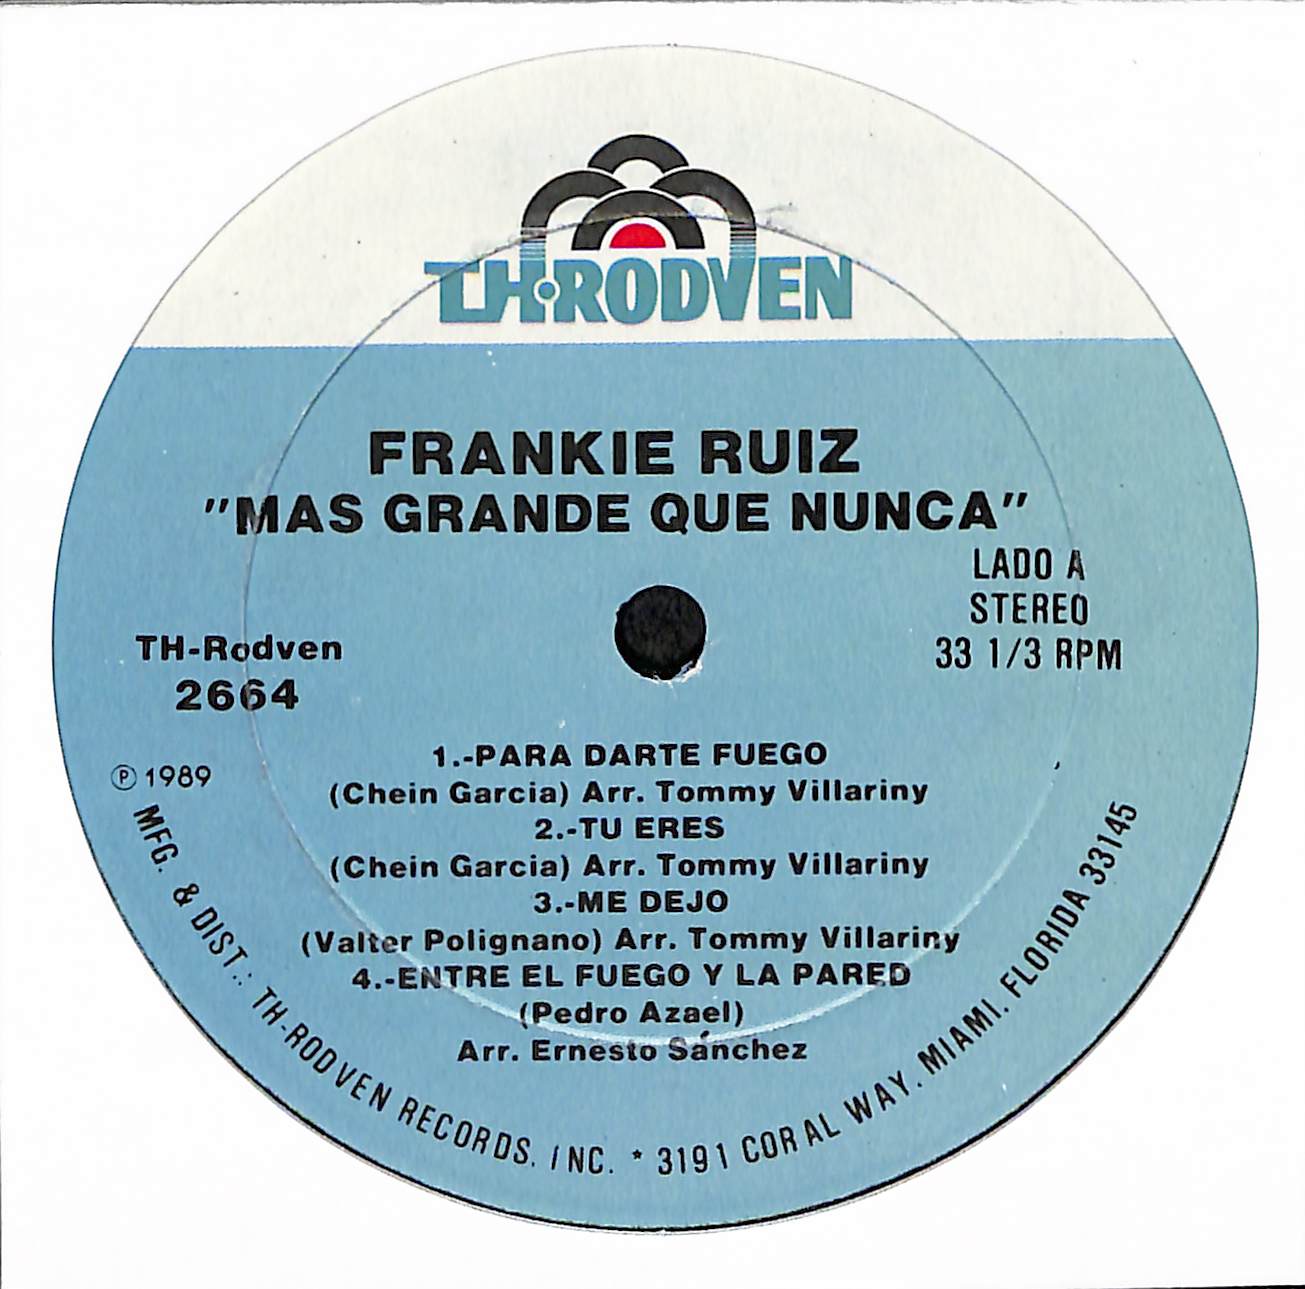 TH·RODVEN
FRANKIE RUIZ
"MAS GRANDE QUE NUNCA"
LADO A
STEREO
33 1/3 RPM
TH-Rodven
2664
℗ 1989
1.-PARA DARTE FUEGO
(Chein Garcia) Arr. Tommy Villariny
2.-TU ERES
(Chein Garcia) Arr. Tommy Villariny
3.-ME DEJO
(Valter Polignano) Arr. Tommy Villariny
4.-ENTRE EL FUEGO Y LA PARED
(Pedro Azael)
Arr. Ernesto Sánchez
MFG. & DIST.: TH-RODVEN RECORDS, INC. * 3191 CORAL WAY, MIAMI, FLORIDA 33145